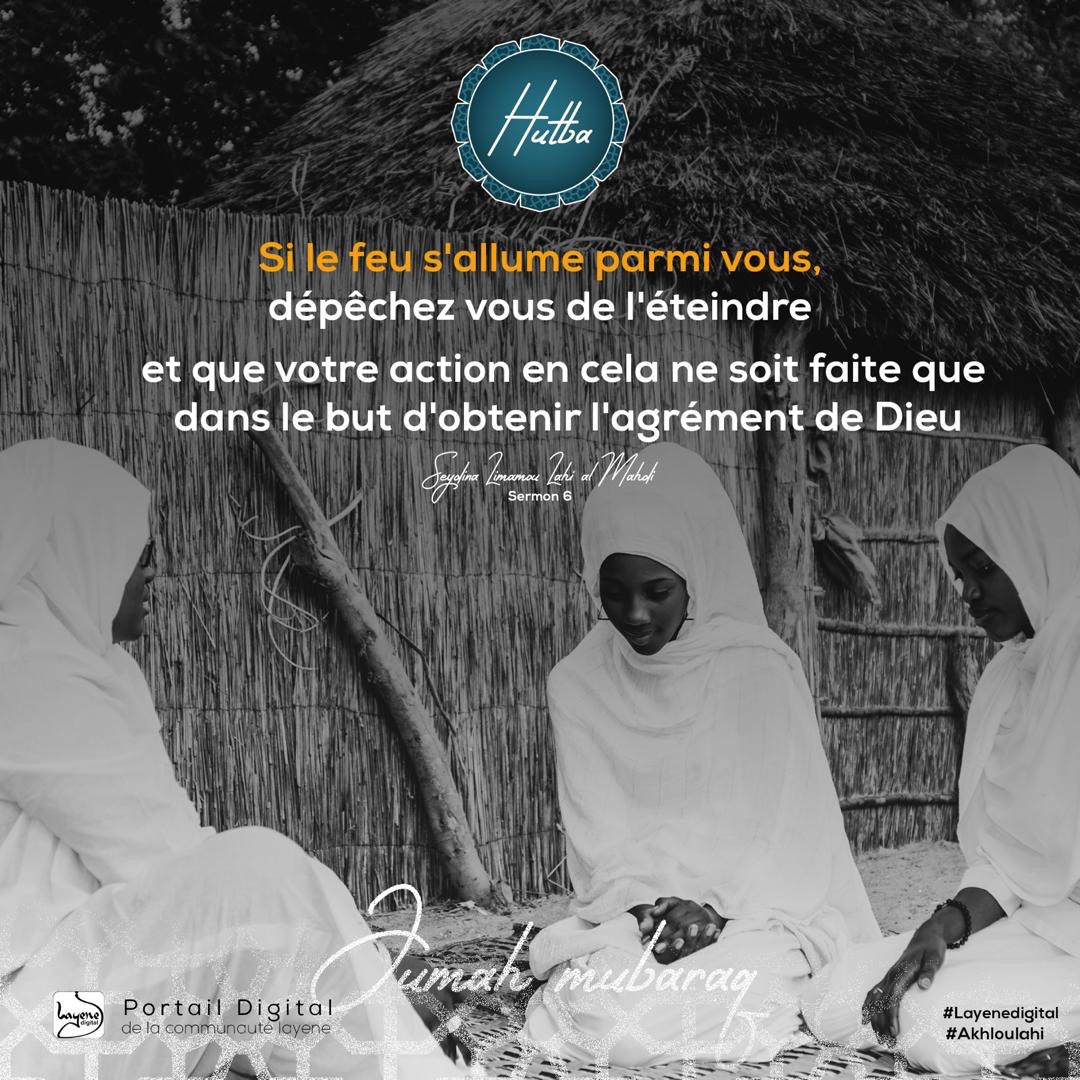 Hutba
Si le feu s'allume parmi vous,
dépêchez vous de l'éteindre
et que votre action en cela ne soit faite que
dans le but d'obtenir l'agrément de Dieu
Seydina Limamou Lahi al Mahdi
Sermon 6
Jumah mubaraq
Layene
digital
Portail Digital
de la communauté layene
#Layenedigital
#Akhloulahi